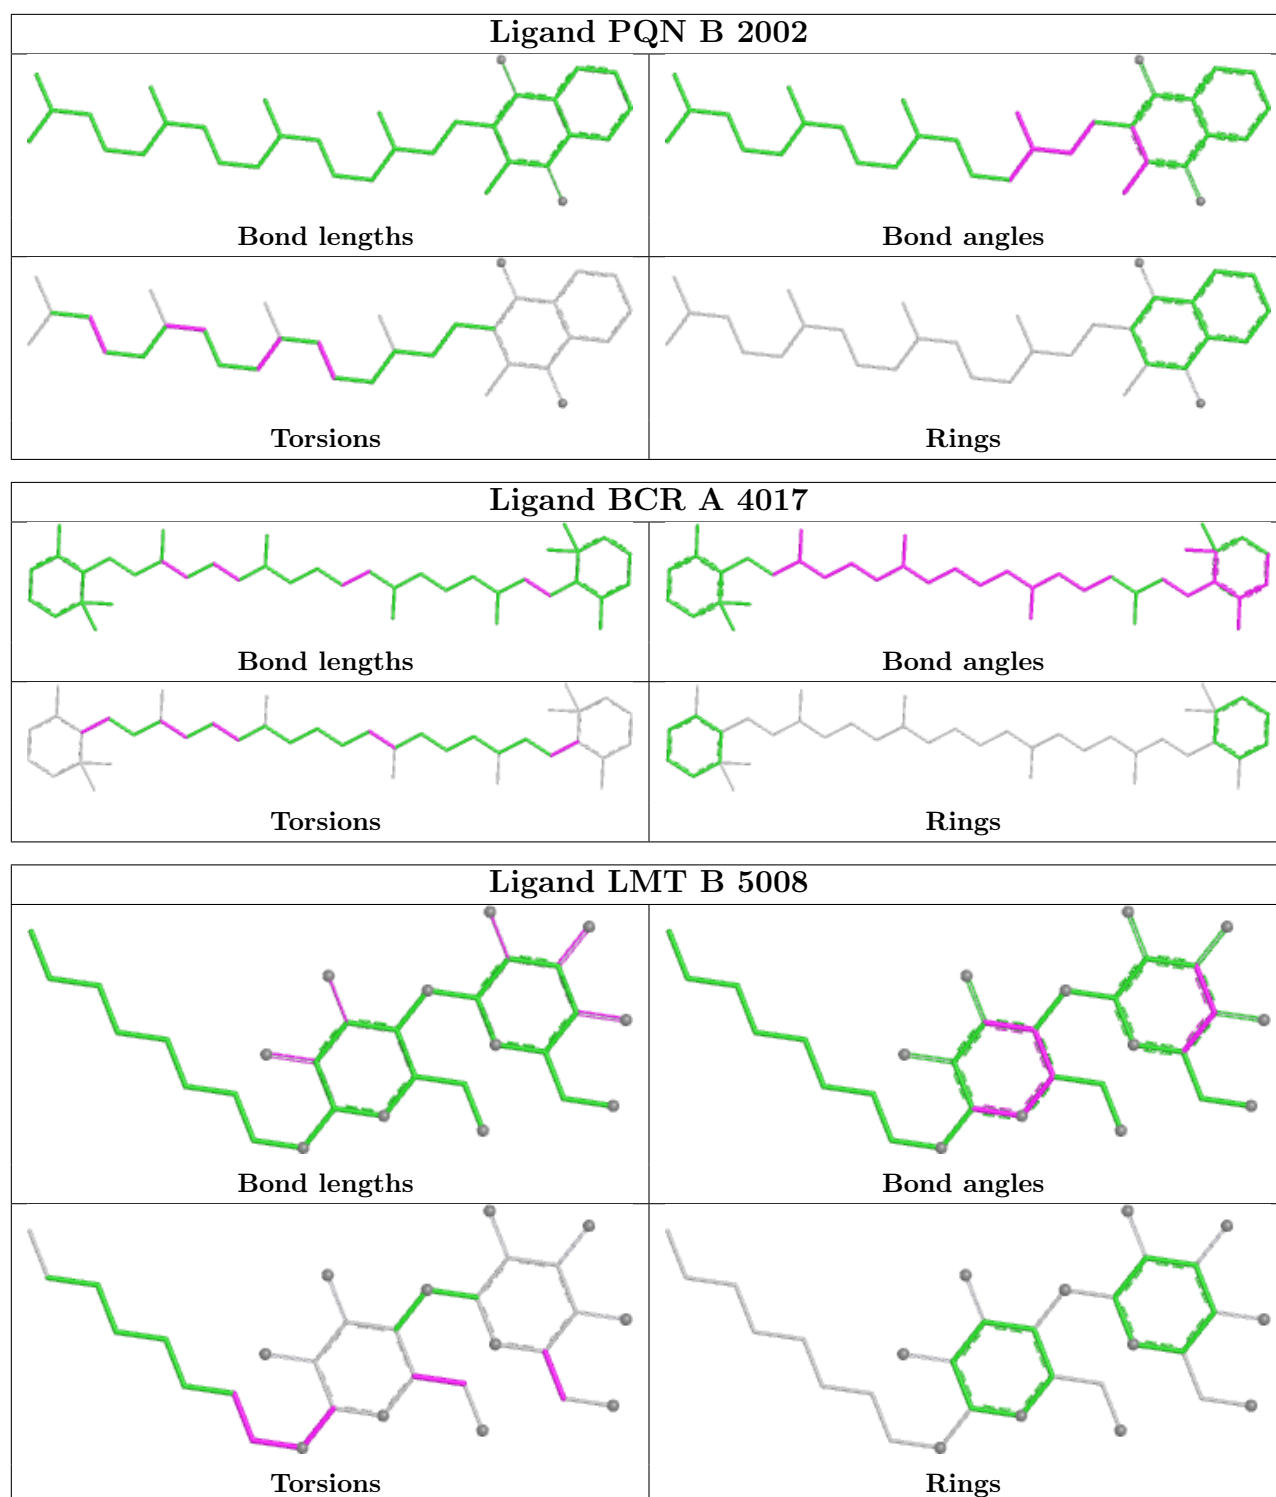 Ligand PQN B 2002
Bond lengths
Bond angles
Torsions
Rings
Ligand BCR A 4017
Bond lengths
Bond angles
Torsions
Rings
Ligand LMT B 5008
Bond lengths
Bond angles
Torsions
Rings